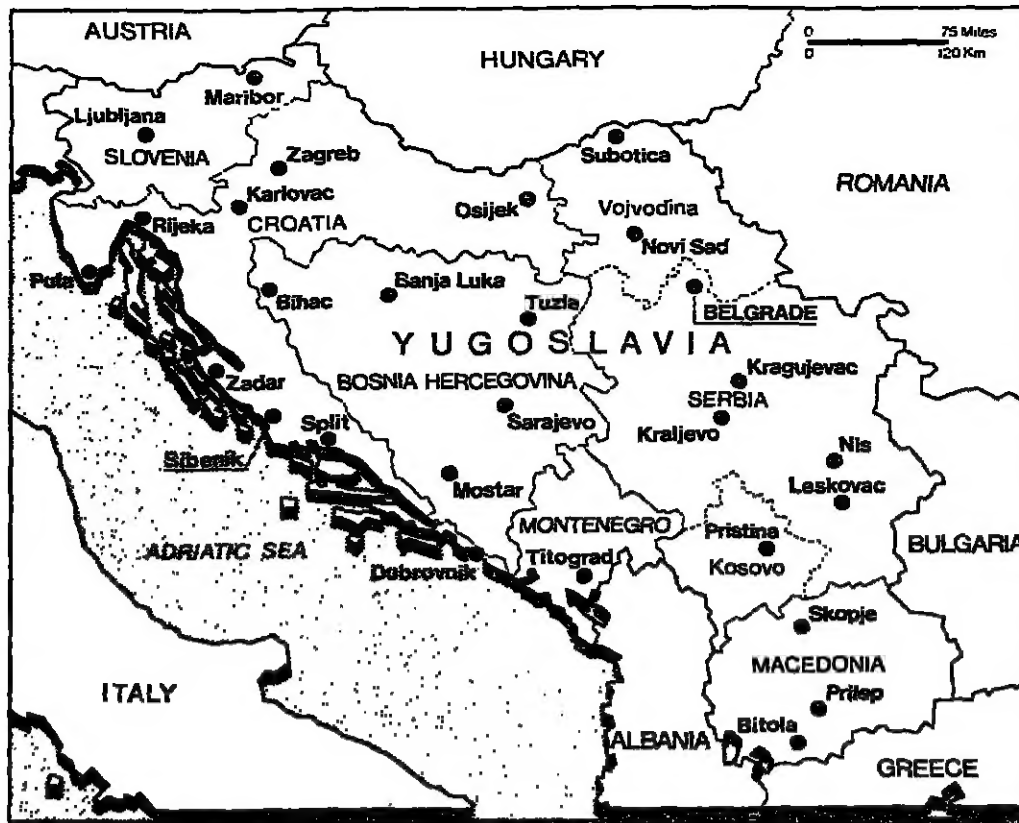 AUSTRIA
0 75 Miles
0 120 Km
HUNGARY
Maribor
Ljubljana
Subotica
SLOVENIA
Zagreb
ROMANIA
Karlovac
Osijek
Vojvodina
Rijeka
CROATIA
Novi Sad
Pula
Bihac
Banja Luka
Tuzla
BELGRADE
YUGOSLAVIA
Kragujevac
Zadar
BOSNIA HERCEGOVINA
SERBIA
Sarajevo
Split
Kraljevo
Nis
Sibenik
Mostar
Leskovac
MONTENEGRO
Pristina
ADRIATIC SEA
BULGARIA
Dubrovnik
Titograd
Kosovo
Skopje
MACEDONIA
ITALY
Prilep
Bitola
ALBANIA
GREECE